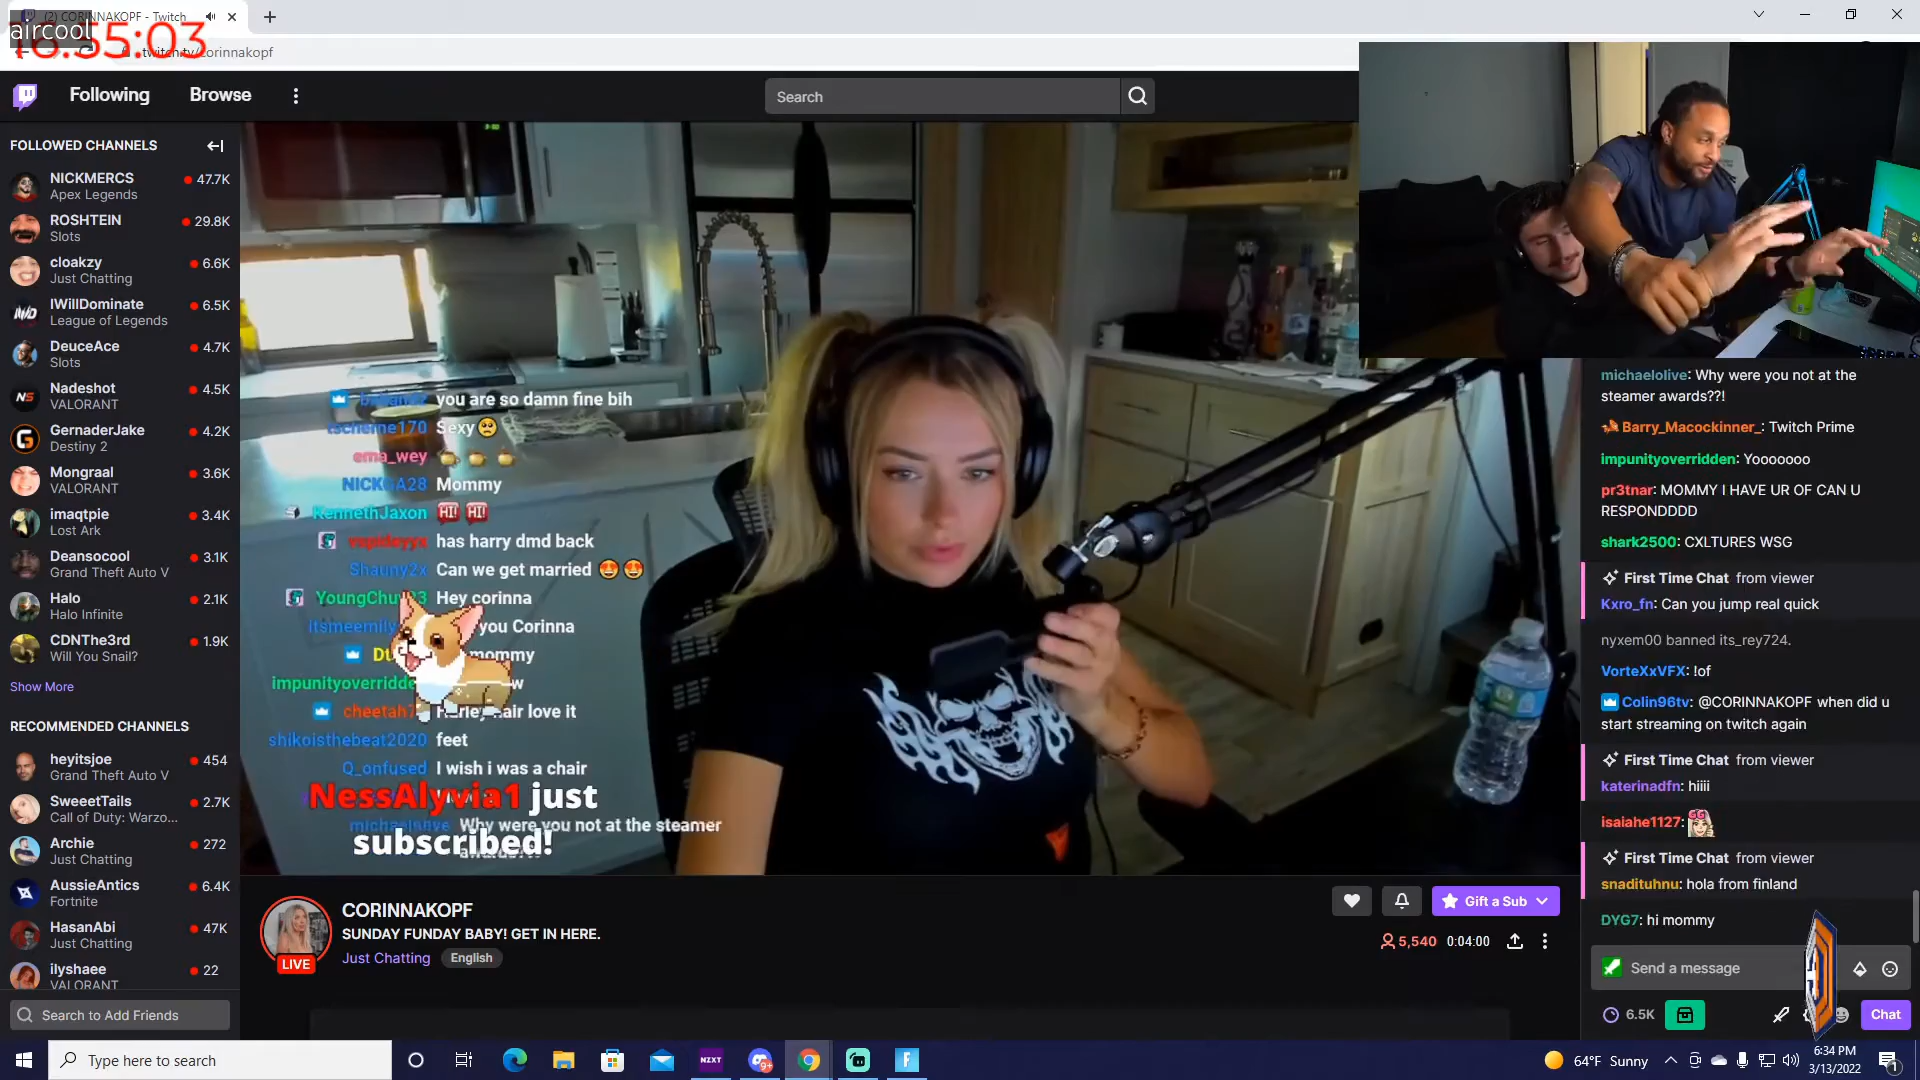 (2) CORINNAKOPF - Twitch
aircool
16:55:03
twitch.tv/corinnakopf
Following
Browse
Search
FOLLOWED CHANNELS
NICKMERCS
47.7K
Apex Legends
ROSHTEIN
29.8K
Slots
cloakzy
6.6K
Just Chatting
IWillDominate
6.5K
League of Legends
DeuceAce
4.7K
Slots
Nadeshot
4.5K
VALORANT
GernaderJake
4.2K
Destiny 2
Mongraal
3.6K
VALORANT
imaqtpie
3.4K
Lost Ark
Deansocool
3.1K
Grand Theft Auto V
Halo
2.1K
Halo Infinite
CDNThe3rd
1.9K
Will You Snail?
Show More
RECOMMENDED CHANNELS
heyitsjoe
454
Grand Theft Auto V
SweeetTails
2.7K
Call of Duty: Warzo...
Archie
272
Just Chatting
AussieAntics
6.4K
Fortnite
HasanAbi
47K
Just Chatting
ilyshaee
22
VALORANT
Search to Add Friends
you are so damn fine bih
tscheme170 Sexy
ema_wey
NICKGA28 Mommy
KennethJaxon HI! HI!
has harry dmd back
Shauny2x Can we get married
Hey corinna
you Corinna
mommy
hair love it
shikoisthebeat2020 feet
Q_onfused I wish i was a chair
NessAlyvia1 just
Why were you not at the steamer
subscribed!
LIVE
CORINNAKOPF
SUNDAY FUNDAY BABY! GET IN HERE.
Just Chatting
English
Gift a Sub
5,540
0:04:00
michaelolive: Why were you not at the
steamer awards??!
Barry_Macockinner_: Twitch Prime
impunityoverridden: Yooooooo
pr3tnar: MOMMY I HAVE UR OF CAN U
RESPONDDDD
shark2500: CXLTURES WSG
First Time Chat from viewer
Kxro_fn: Can you jump real quick
nyxem00 banned its_rey724.
VorteXxVFX: !of
Colin96tv: @CORINNAKOPF when did u
start streaming on twitch again
First Time Chat from viewer
katerinadfn: hiiii
isaiahe1127:
First Time Chat from viewer
snadituhnu: hola from finland
DYG7: hi mommy
Send a message
6.5K
Chat
Type here to search
NZXT
64°F Sunny
6:34 PM
3/13/2022